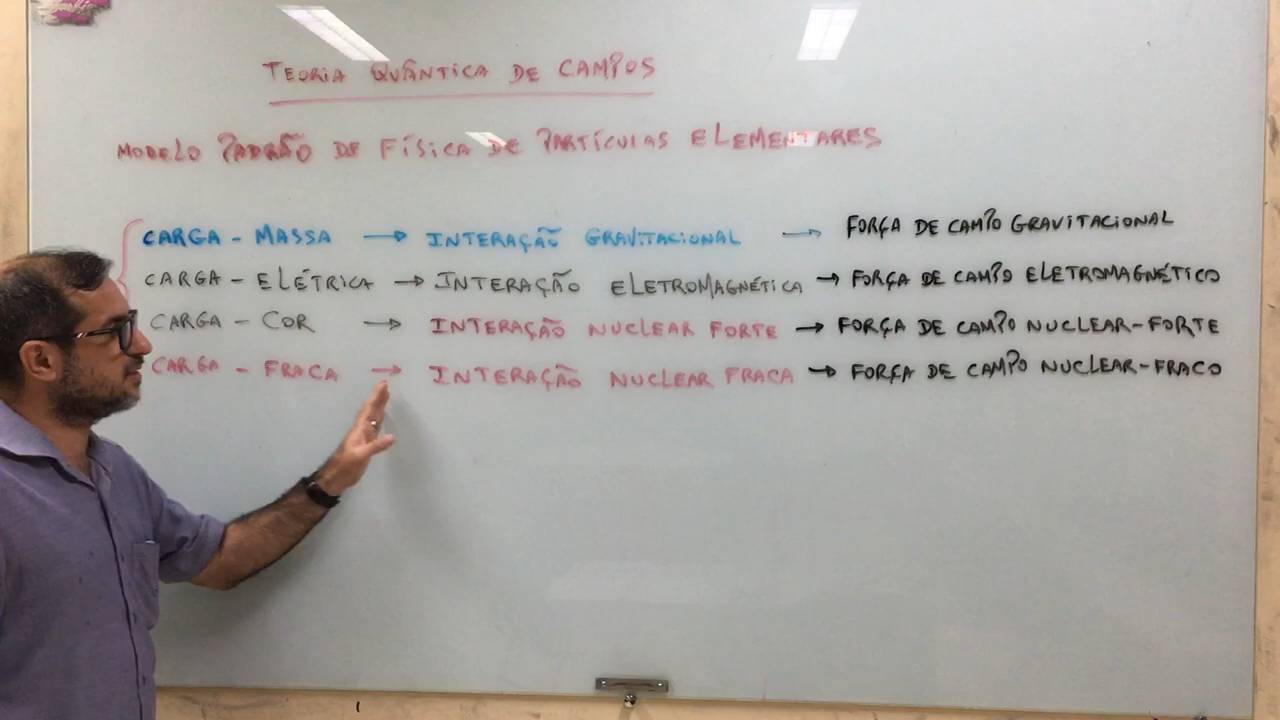 TEORIA QUÂNTICA DE CAMPOS
MODELO PADRÃO DE FÍSICA DE PARTÍCULAS ELEMENTARES
CARGA - MASSA → INTERAÇÃO GRAVITACIONAL → FORÇA DE CAMPO GRAVITACIONAL
CARGA - ELÉTRICA → INTERAÇÃO ELETROMAGNÉTICA → FORÇA DE CAMPO ELETROMAGNÉTICO
CARGA - COR → INTERAÇÃO NUCLEAR FORTE → FORÇA DE CAMPO NUCLEAR-FORTE
CARGA - FRACA → INTERAÇÃO NUCLEAR FRACA → FORÇA DE CAMPO NUCLEAR-FRACO